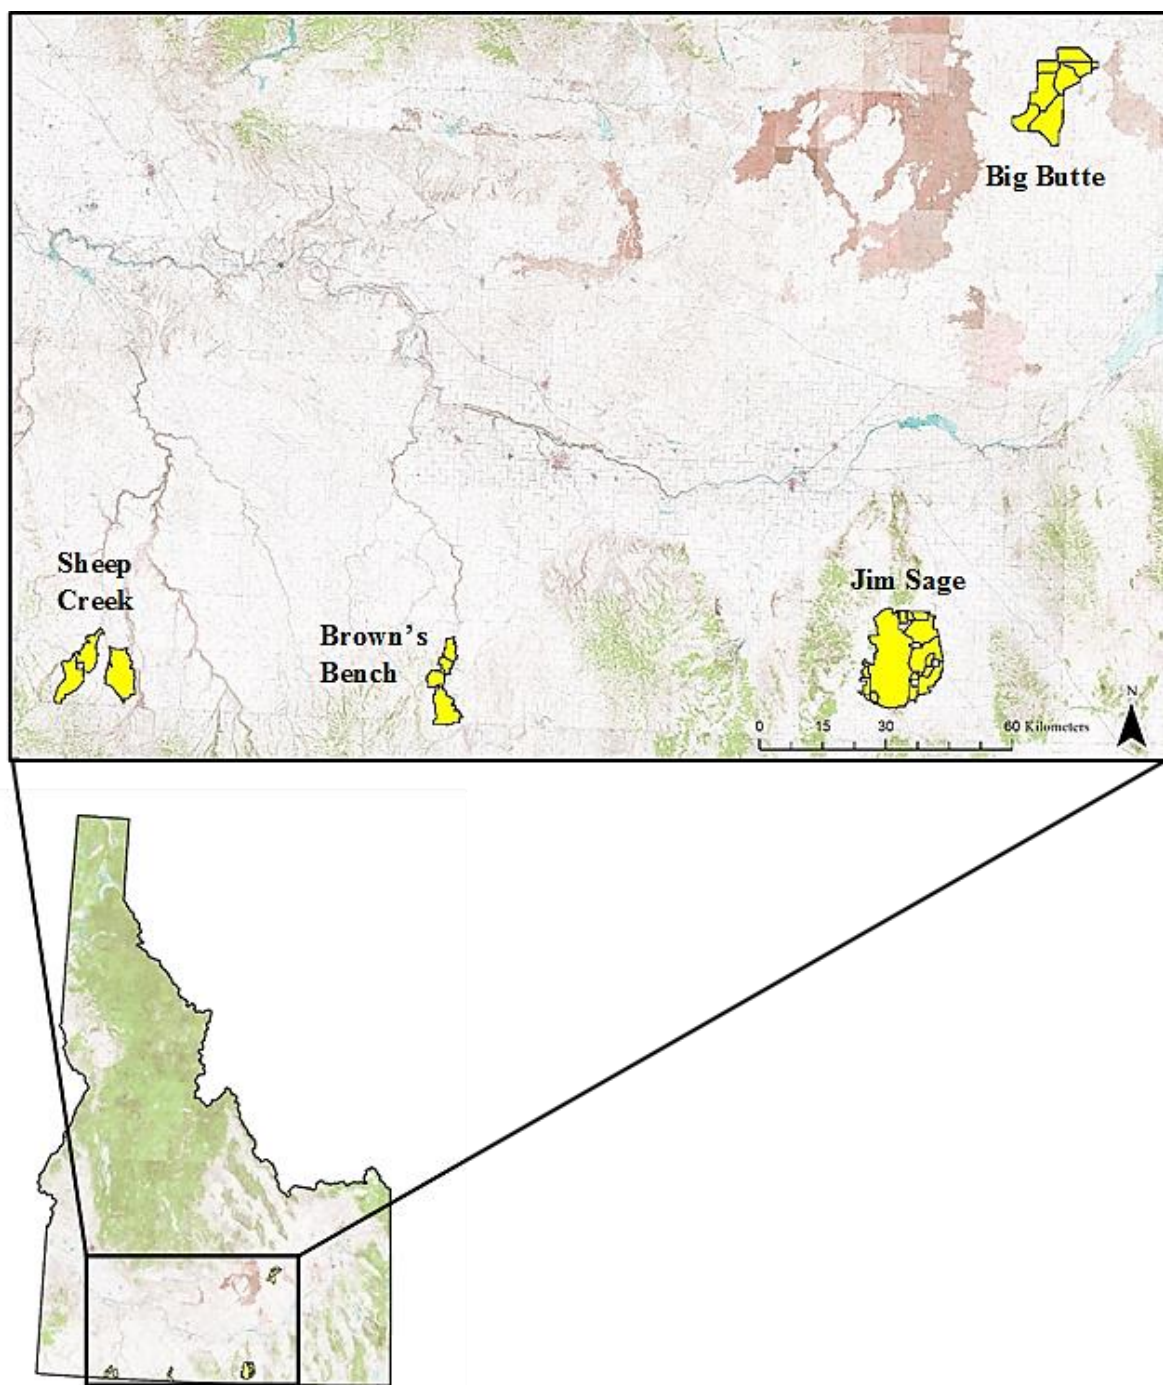 Big Butte
Sheep
Creek
Jim Sage
Brown’s
Bench
N
0 15 30 60 Kilometers